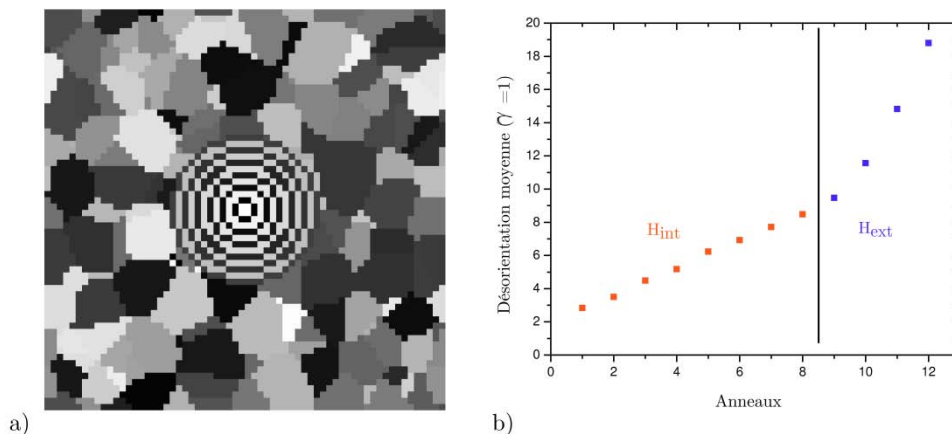 a)
b)
Désorientation moyenne (γ =1)
20
18
16
14
12
10
8
6
4
2
0
Hint
Hext
0 2 4 6 8 10 12
Anneaux